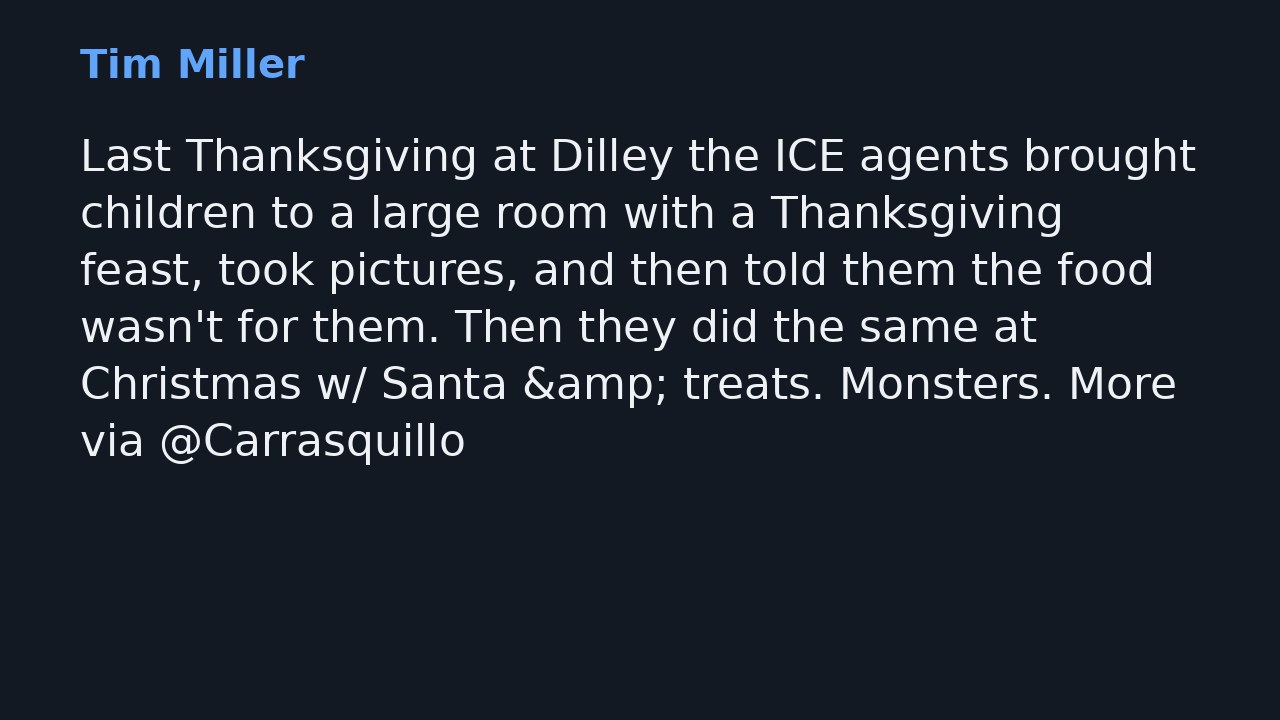 Tim Miller
Last Thanksgiving at Dilley the ICE agents brought
children to a large room with a Thanksgiving
feast, took pictures, and then told them the food
wasn't for them. Then they did the same at
Christmas w/ Santa &amp; treats. Monsters. More
via @Carrasquillo